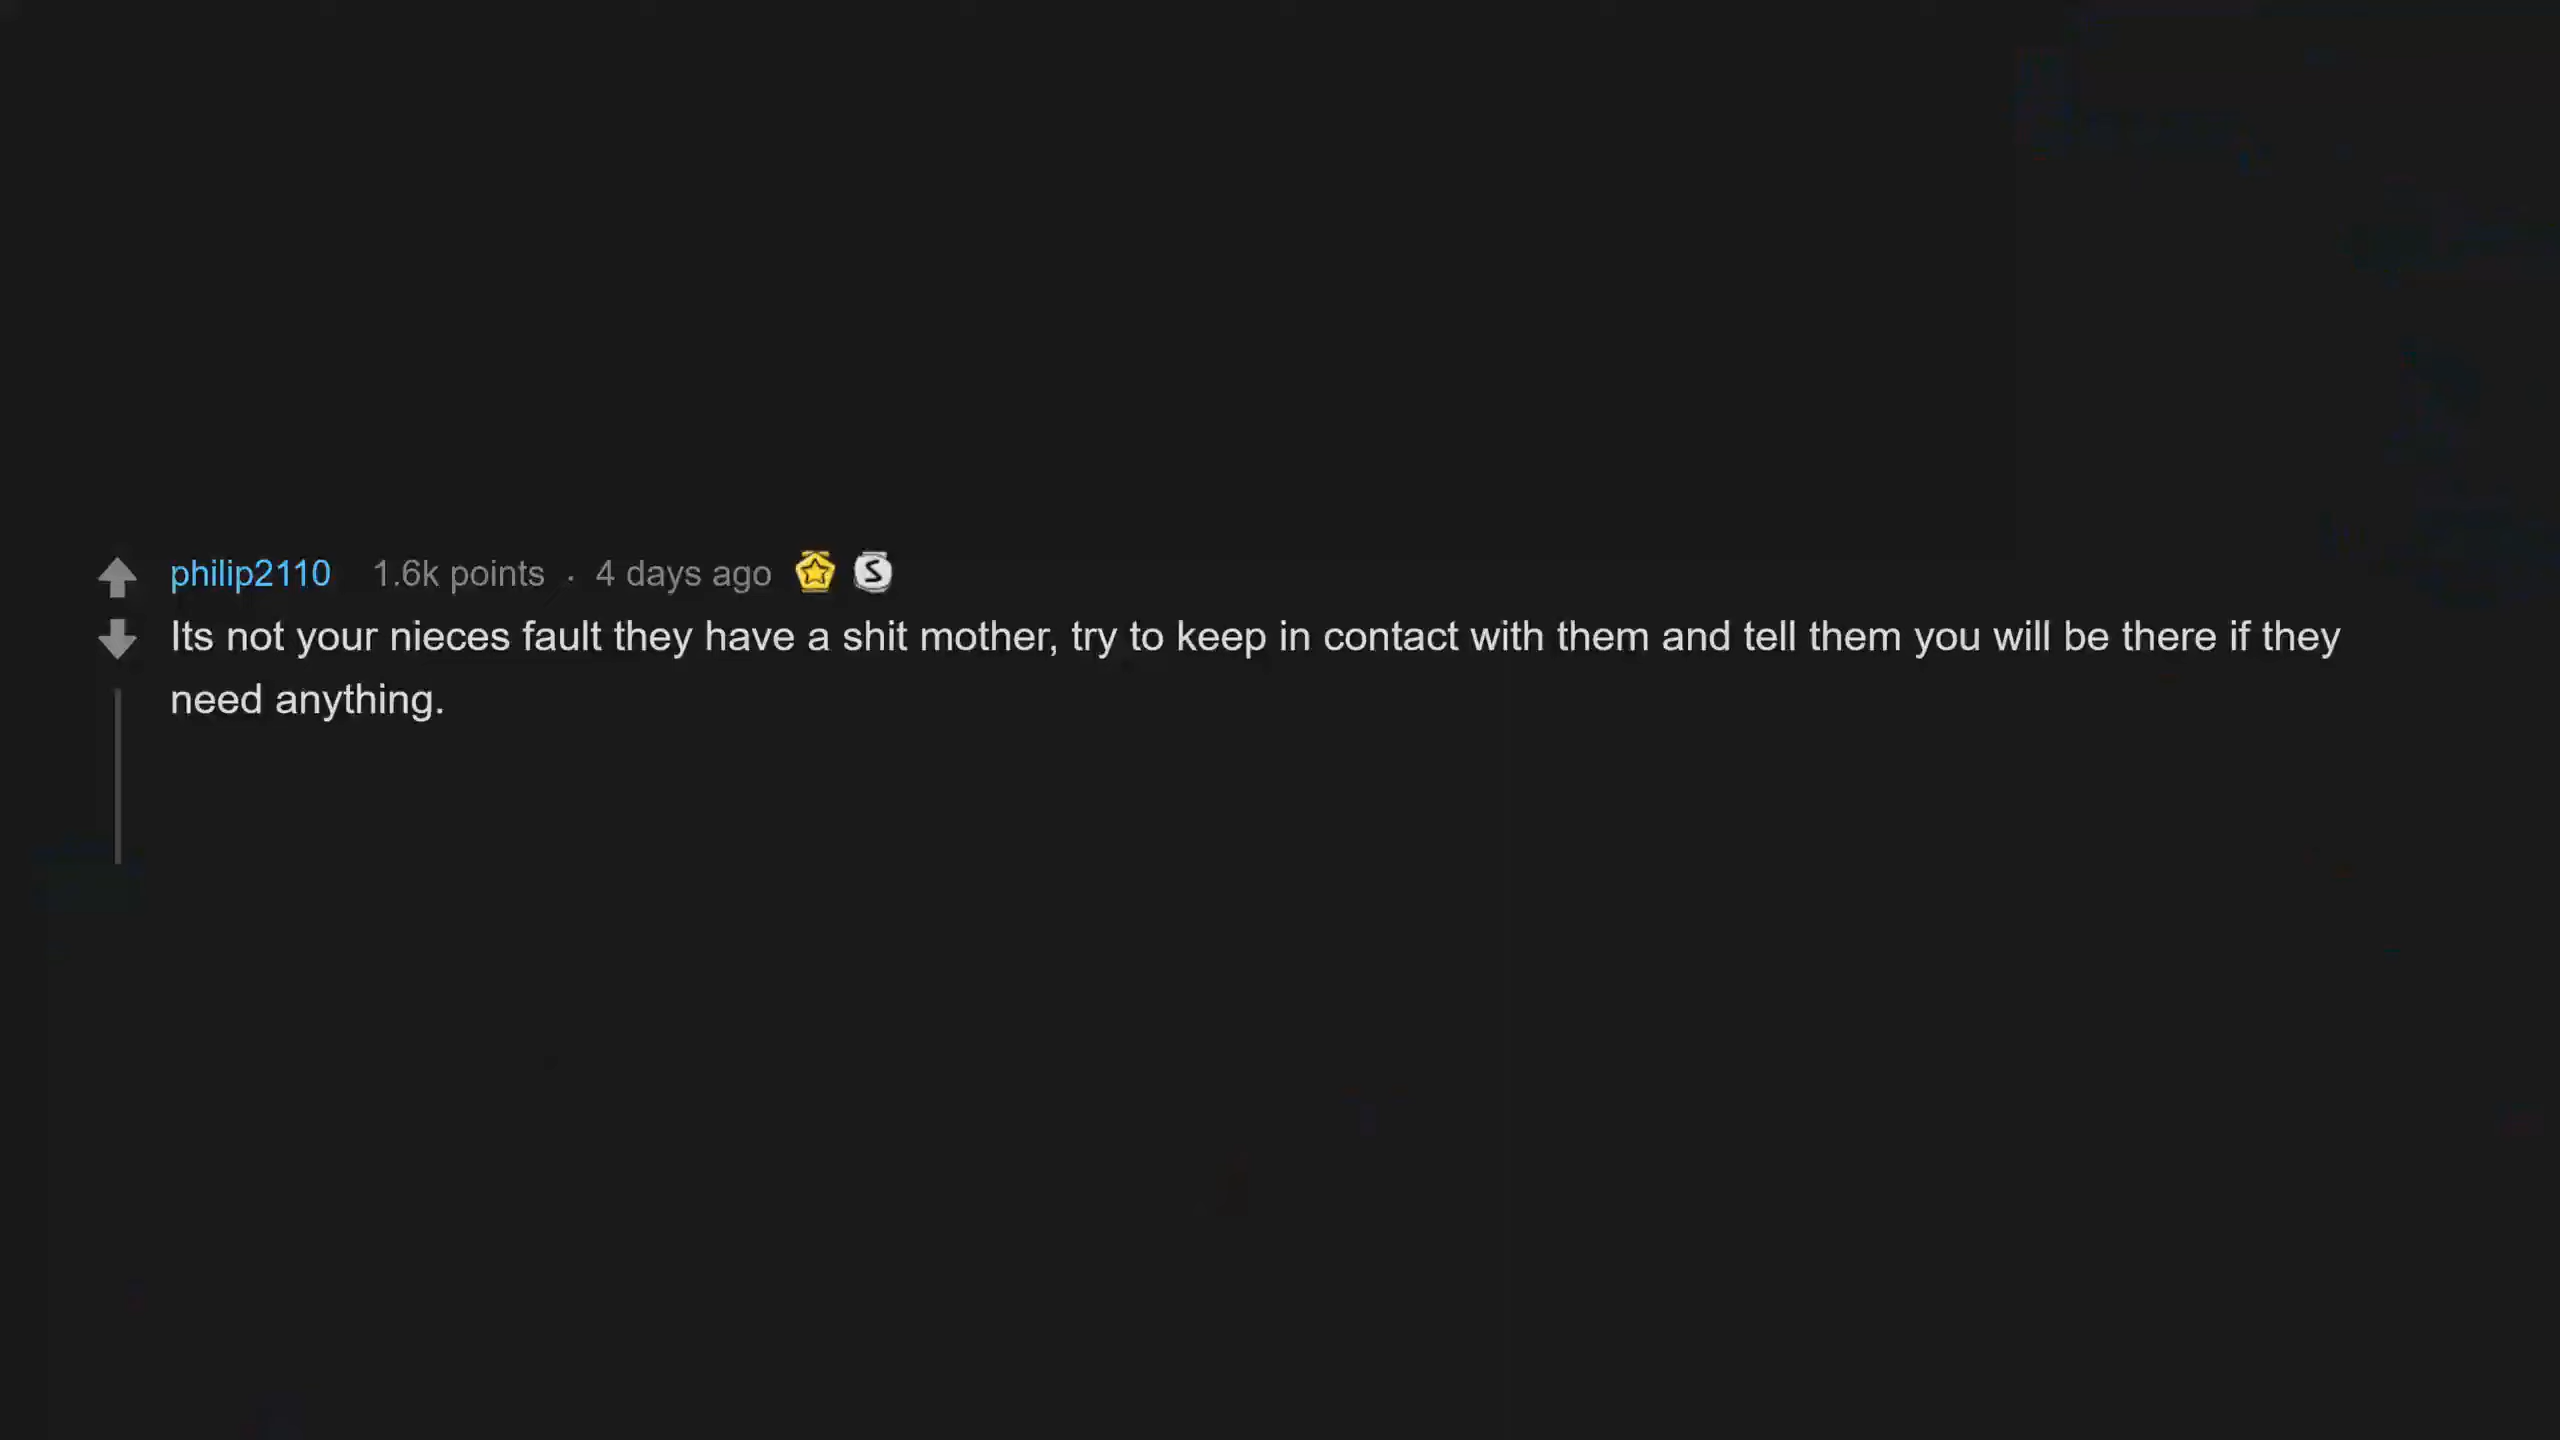 philip2110 1.6k points · 4 days ago
Its not your nieces fault they have a shit mother, try to keep in contact with them and tell them you will be there if they
need anything.